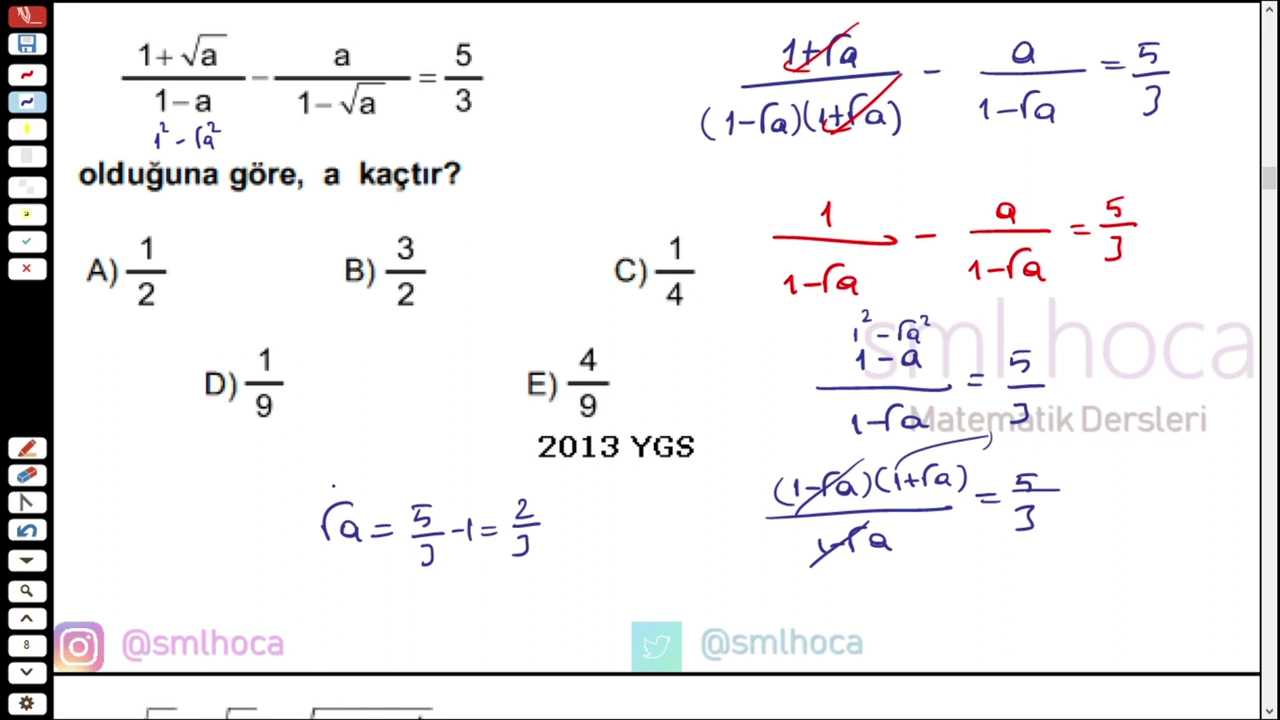 (1+√a)/(1−a) − a/(1−√a) = 5/3
1² − √a²
olduğuna göre, a kaçtır?
A) 1/2 B) 3/2 C) 1/4
D) 1/9 E) 4/9
2013 YGS
√a = 5/3 − 1 = 2/3
(1+√a)/((1−√a)(1+√a)) − a/(1−√a) = 5/3
1/(1−√a) − a/(1−√a) = 5/3
1² − √a²
(1−a)/(1−√a) = 5/3
((1−√a)(1+√a))/(1−√a) = 5/3
sml hoca
Matematik Dersleri
@smlhoca
@smlhoca
8